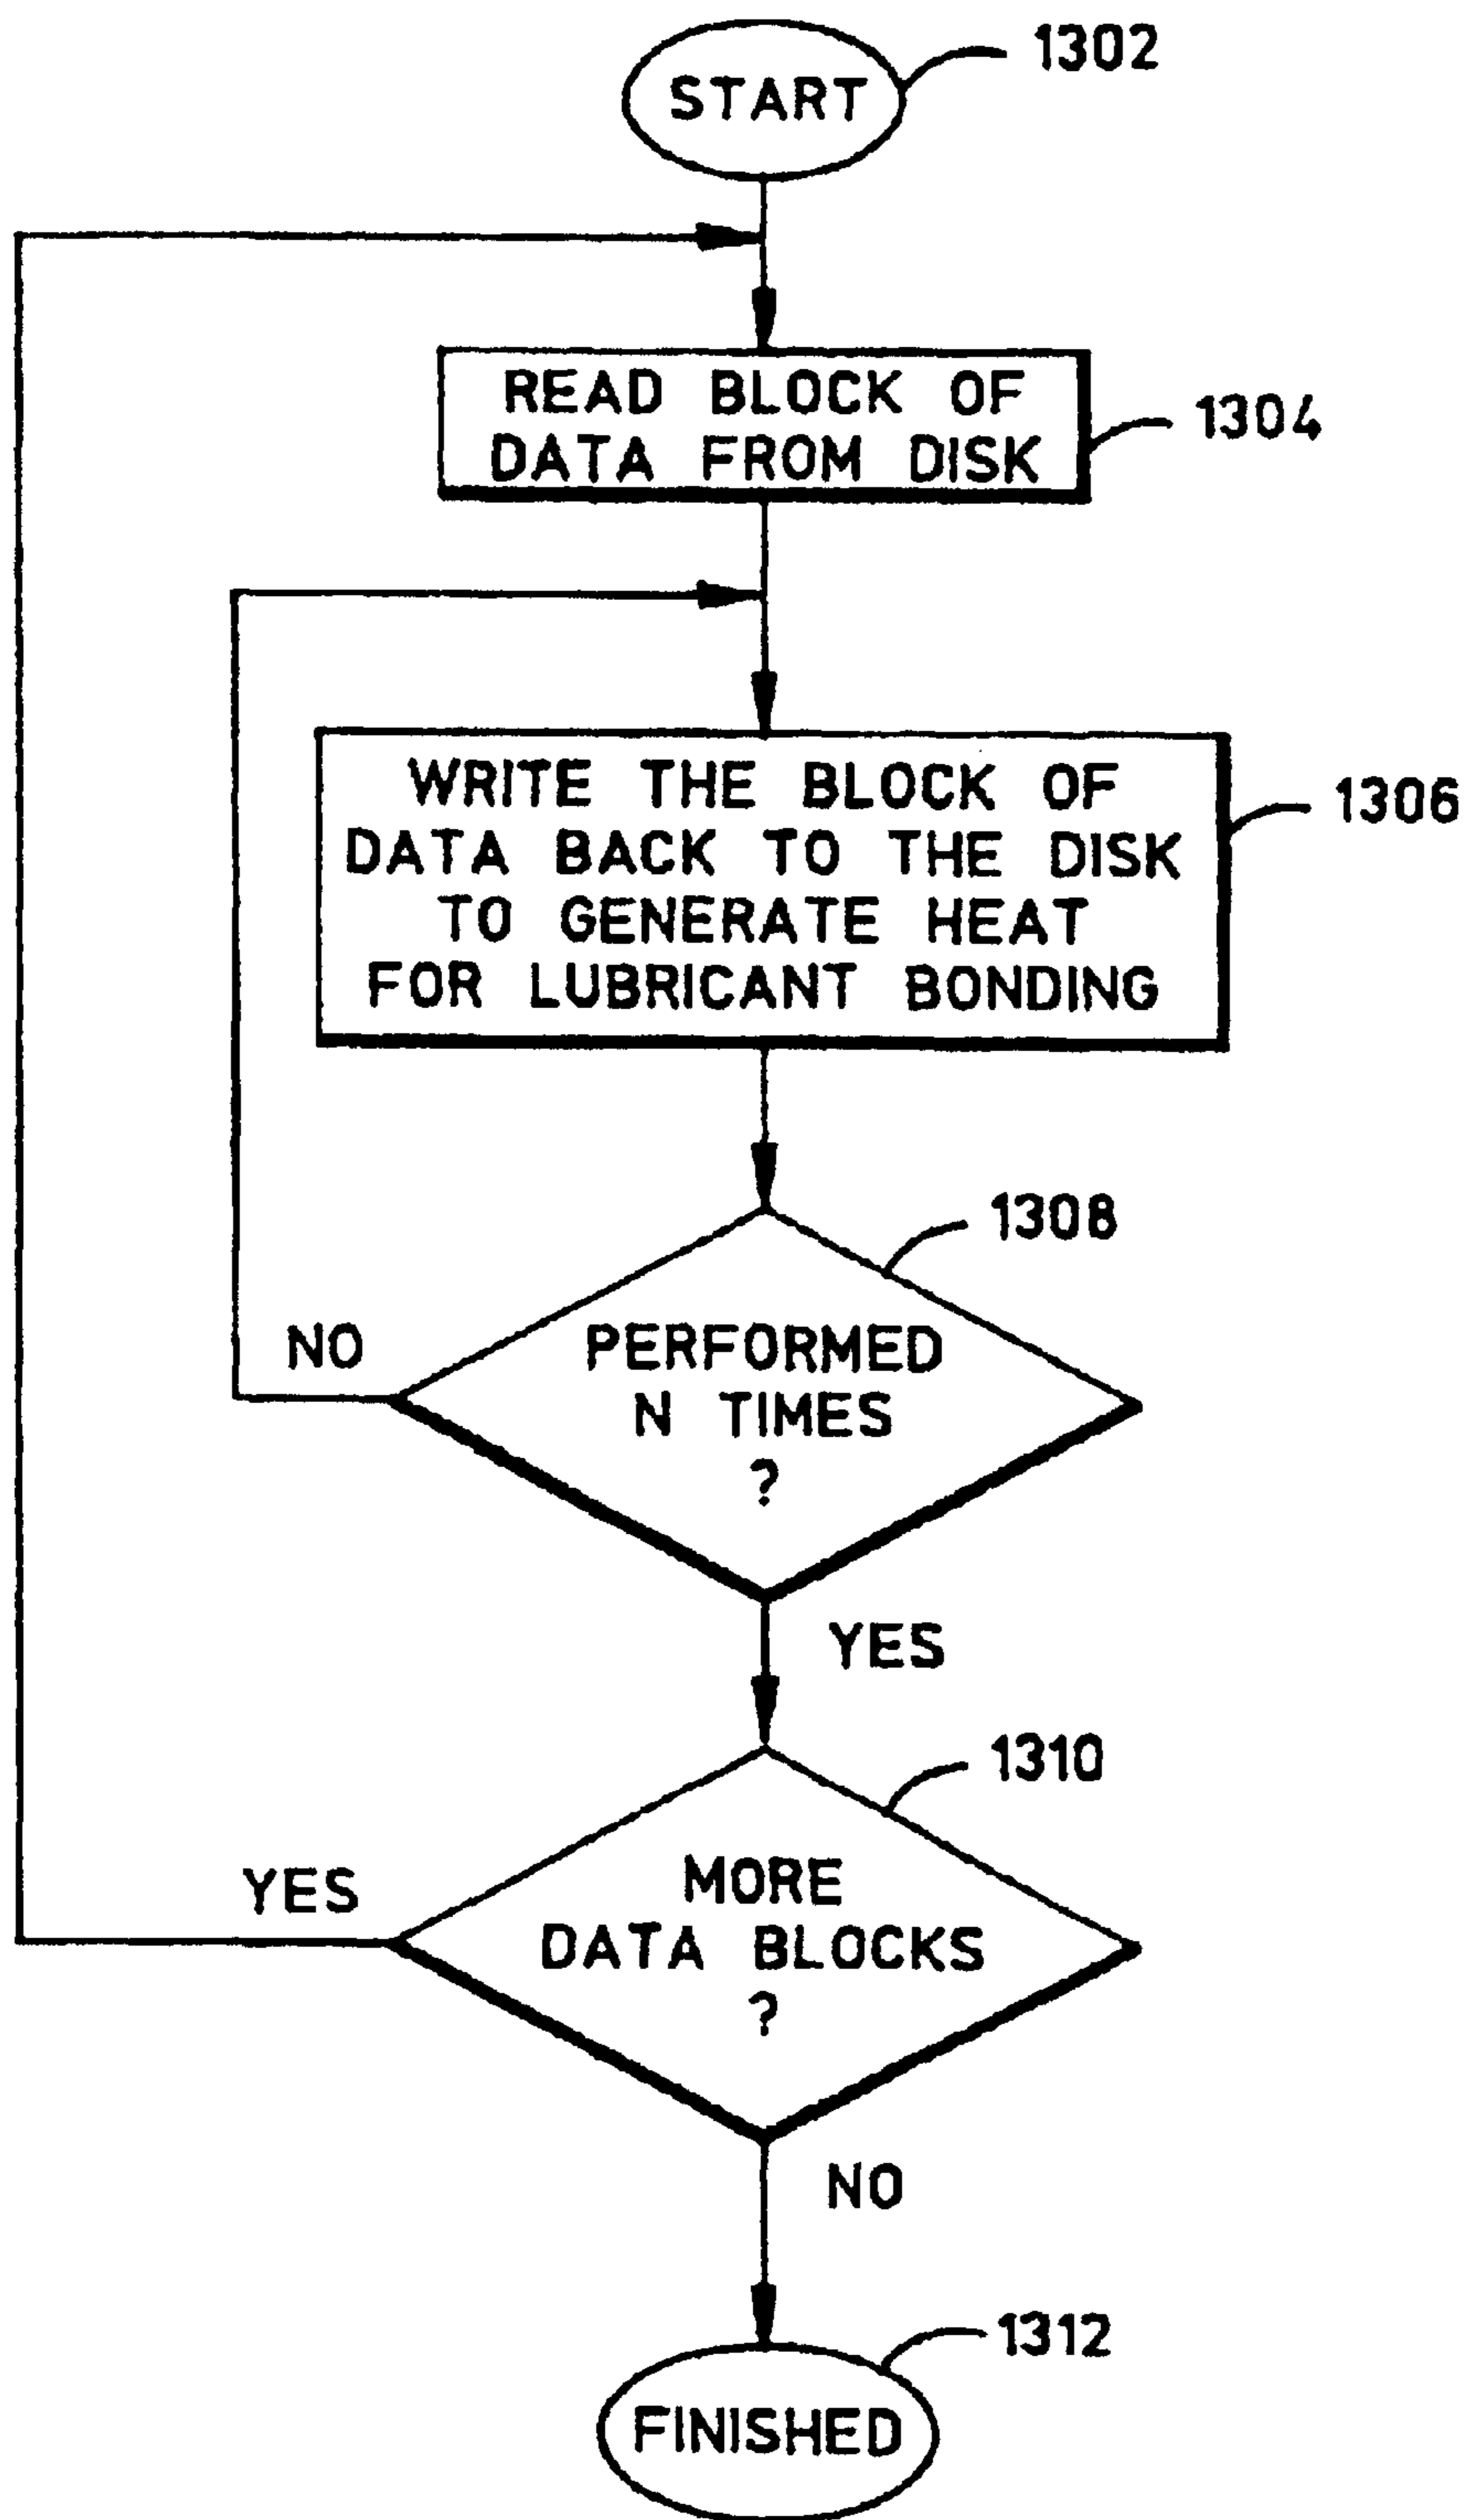 START
1302
READ BLOCK OF
DATA FROM DISK
1304
WRITE THE BLOCK OF
DATA BACK TO THE DISK
TO GENERATE HEAT
FOR LUBRICANT BONDING
1306
1308
NO
PERFORMED
N TIMES
?
YES
1310
YES
MORE
DATA BLOCKS
?
NO
1312
FINISHED